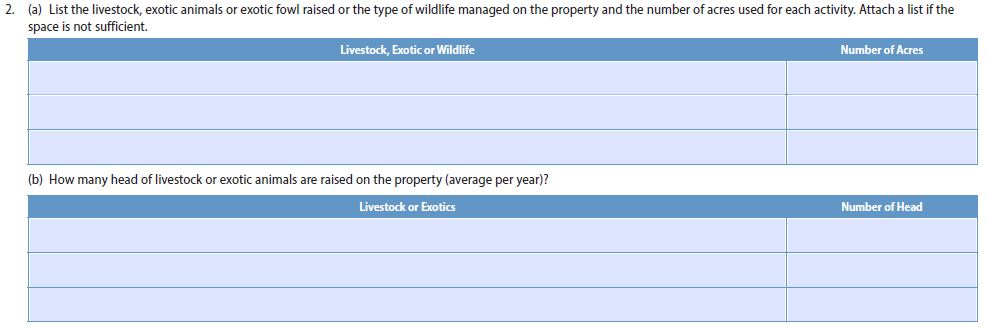 2. (a) List the livestock, exotic animals or exotic fowl raised or the type of wildlife managed on the property and the number of acres used for each activity. Attach a list if the
space is not sufficient.
Livestock, Exotic or Wildlife Number of Acres
(b) How many head of livestock or exotic animals are raised on the property (average per year)?
Livestock or Exotics Number of Head